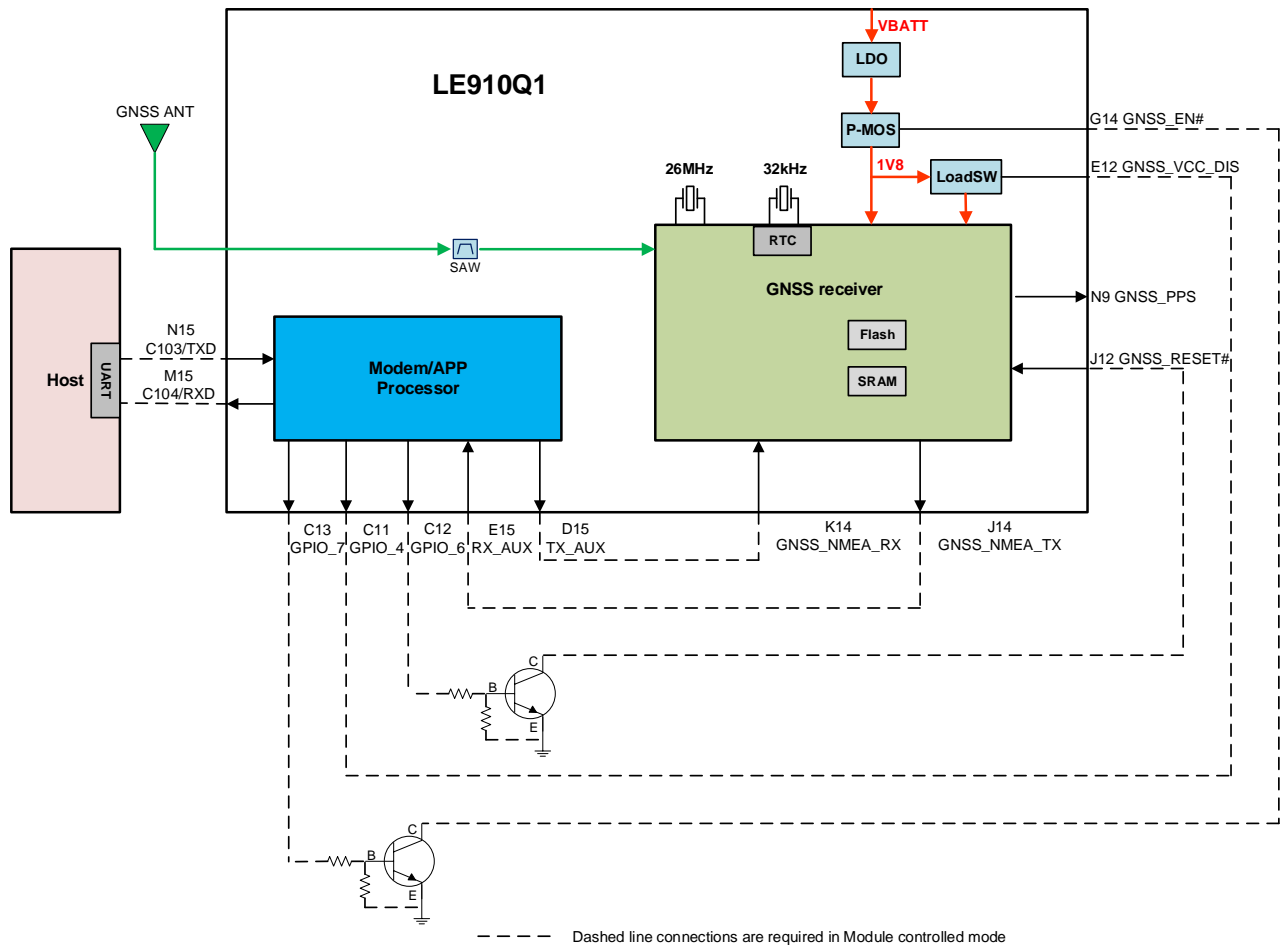 VBATT
LDO
LE910Q1
GNSS ANT
P-MOS
G14 GNSS_EN#
1V8
E12 GNSS_VCC_DIS
LoadSW
26MHz
32kHz
RTC
SAW
GNSS receiver
N9 GNSS_PPS
N15
C103/TXD
Flash
J12 GNSS_RESET#
Host
UART
M15
C104/RXD
Modem/APP
Processor
SRAM
C13
GPIO_7
C11
GPIO_4
C12
GPIO_6
E15
RX_AUX
D15
TX_AUX
K14
GNSS_NMEA_RX
J14
GNSS_NMEA_TX
C
B
E
C
B
E
Dashed line connections are required in Module controlled mode